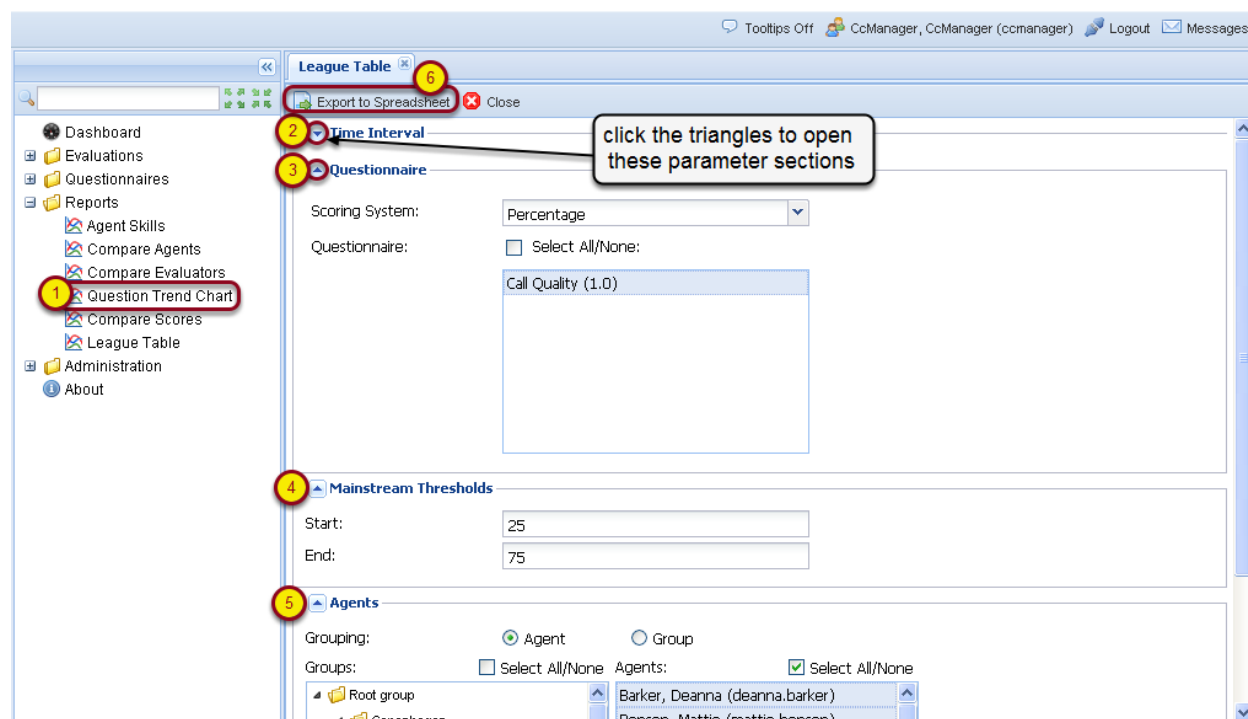 Tooltips Off CcManager, CcManager (ccmanager) Logout Messages
League Table
6
Export to Spreadsheet Close
Dashboard
Evaluations
Questionnaires
Reports
Agent Skills
Compare Agents
Compare Evaluators
1 Question Trend Chart
Compare Scores
League Table
Administration
About
2 Time Interval
click the triangles to open
these parameter sections
3 Questionnaire
Scoring System: Percentage
Questionnaire: Select All/None:
Call Quality (1.0)
4 Mainstream Thresholds
Start: 25
End: 75
5 Agents
Grouping: Agent Group
Groups: Select All/None Agents: Select All/None
Root group Barker, Deanna (deanna.barker)